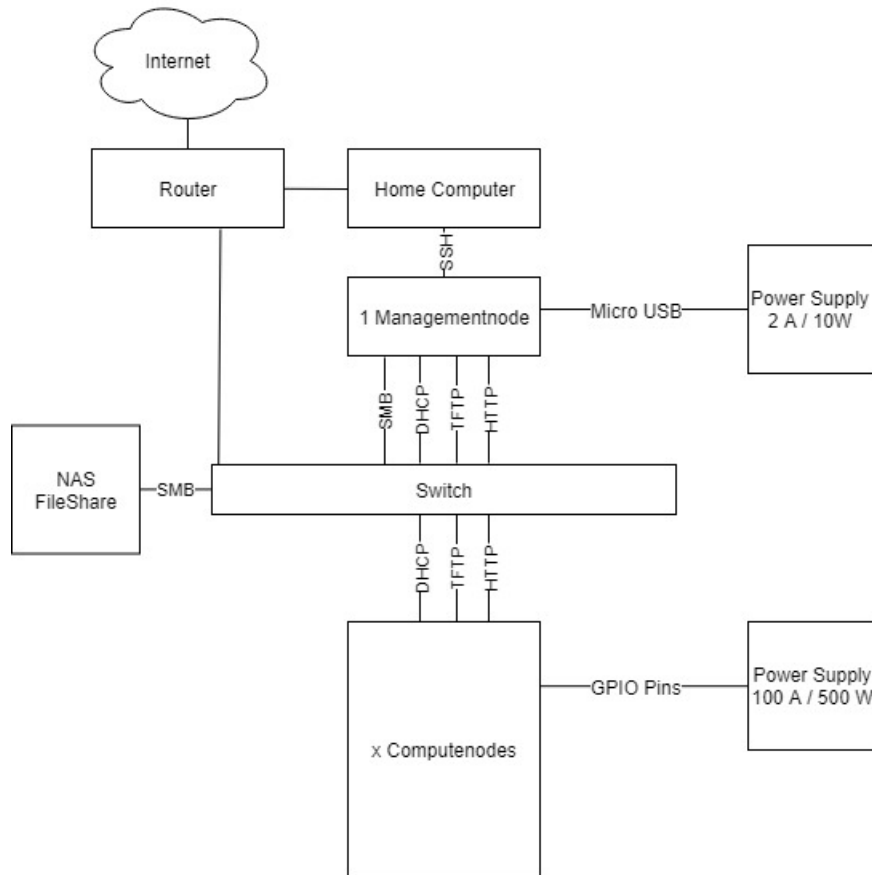 Internet
Router
Home Computer
SSH
1 Managementnode
Micro USB
Power Supply
2 A / 10W
SMB
DHCP
TFTP
HTTP
NAS
FileShare
SMB
Switch
DHCP
TFTP
HTTP
x Computenodes
GPIO Pins
Power Supply
100 A / 500 W